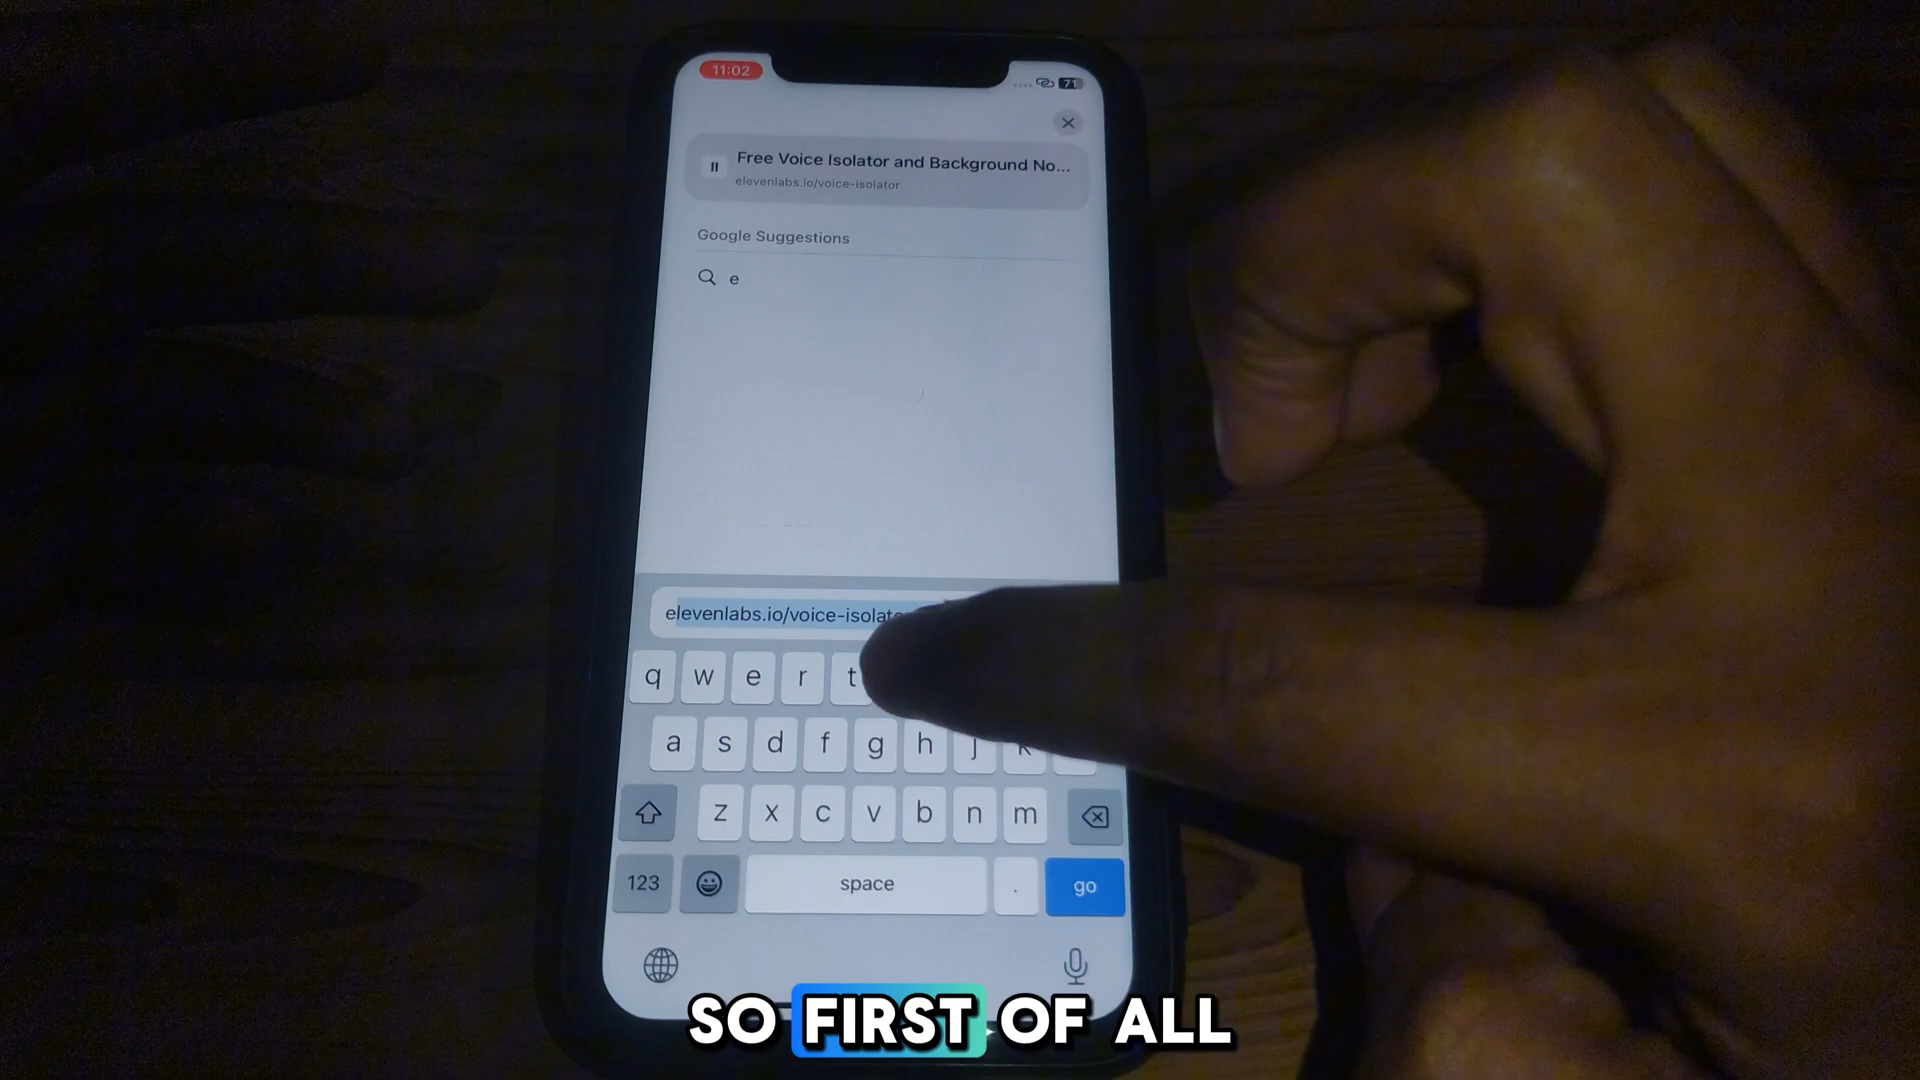 11:02
71
Free Voice Isolator and Background No...
elevenlabs.io/voice-isolator
Google Suggestions
e
elevenlabs.io/voice-isolat
q w e r t
a s d f g h j k
z x c v b n m
123 space . go
SO FIRST OF ALL